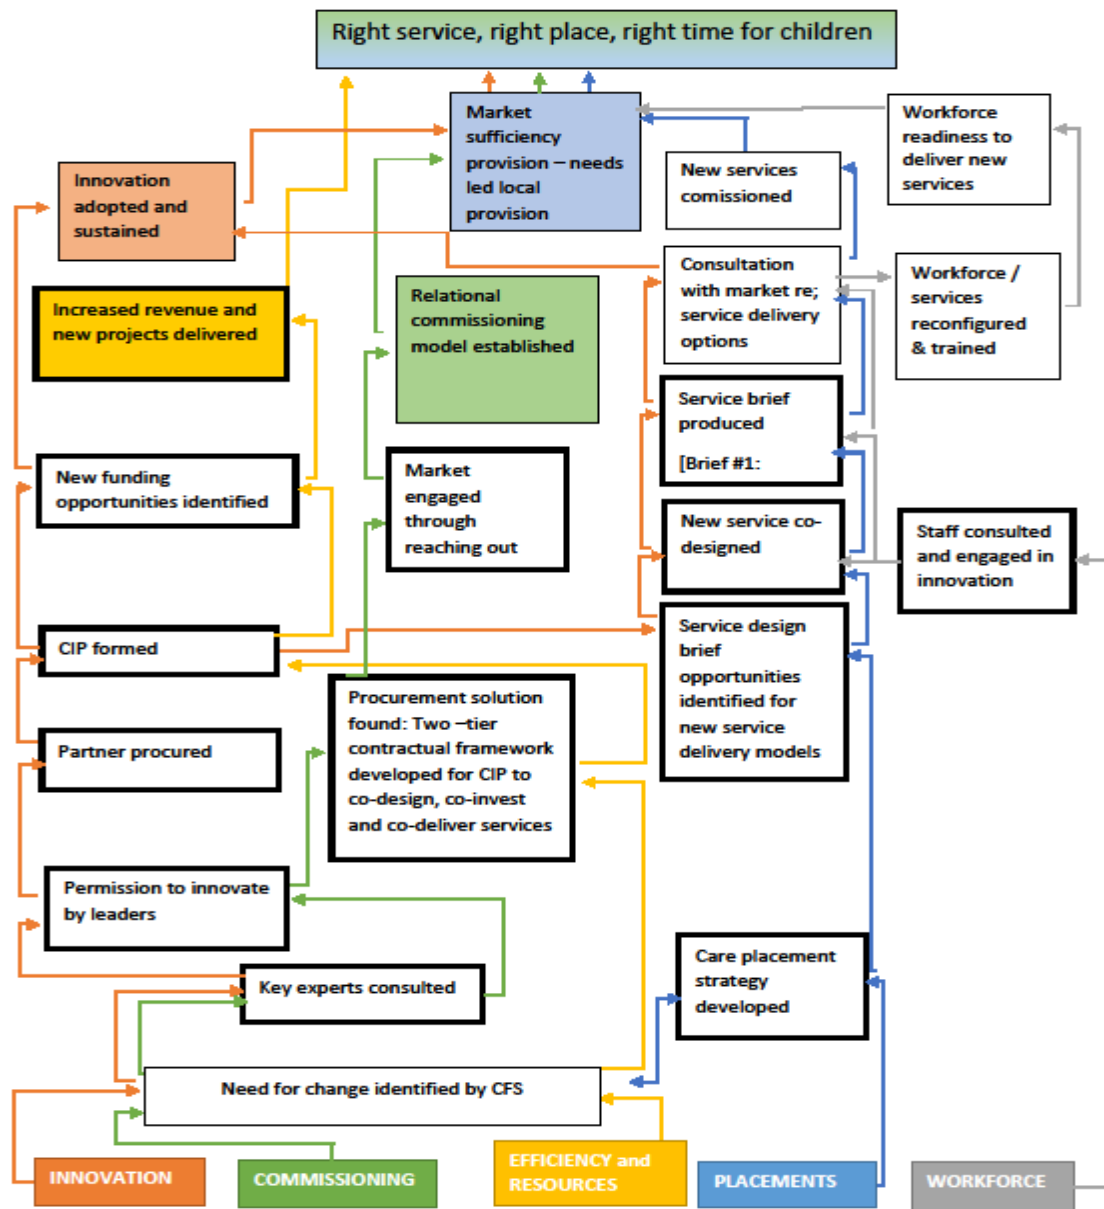 Right service, right place, right time for children
Market
sufficiency
provision – needs
led local
provision
Workforce
readiness to
deliver new
services
New services
comissioned
Innovation
adopted and
sustained
Consultation
with market re;
service delivery
options
Workforce /
services
reconfigured
& trained
Increased revenue and
new projects delivered
Relational
commissioning
model established
Service brief
produced
[Brief #1:
New funding
opportunities identified
Market
engaged
through
reaching out
New service co-
designed
Staff consulted
and engaged in
innovation
CIP formed
Service design
brief
opportunities
identified for
new service
delivery models
Procurement solution
found: Two –tier
contractual framework
developed for CIP to
co-design, co-invest
and co-deliver services
Partner procured
Permission to innovate
by leaders
Care placement
strategy
developed
Key experts consulted
Need for change identified by CFS
INNOVATION
COMMISSIONING
EFFICIENCY and
RESOURCES
PLACEMENTS
WORKFORCE